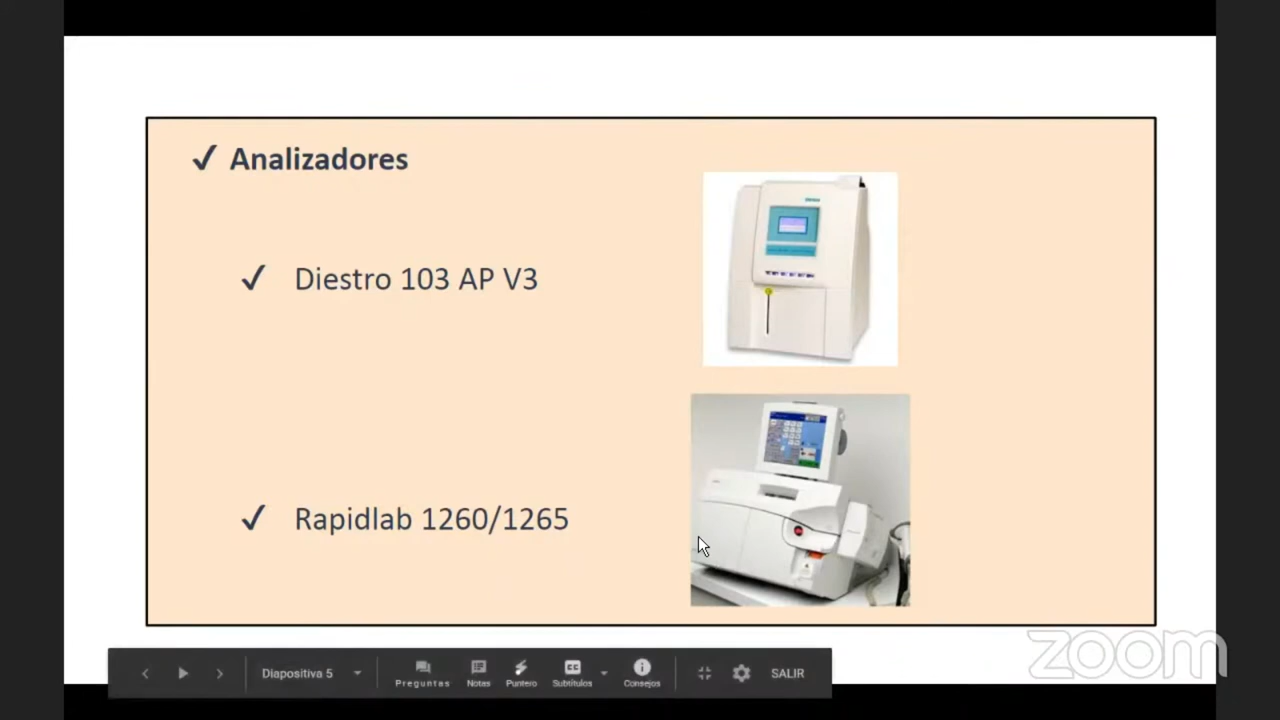 ✓ Analizadores
✓ Diestro 103 AP V3
✓ Rapidlab 1260/1265
Diapositiva 5
Preguntas
Notas
Puntero
Subtítulos
Consejos
SALIR
zoom